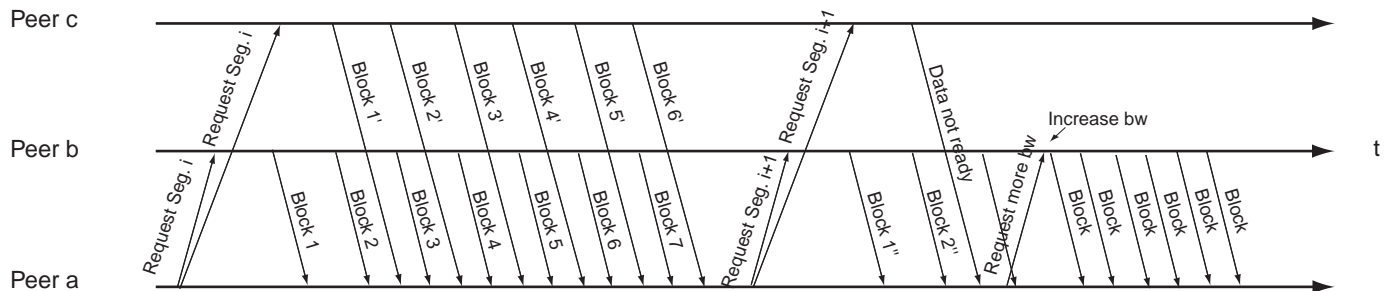 Peer c
Request Seg. i
Block 1'
Block 2'
Block 3'
Block 4'
Block 5'
Block 6'
Request Seg. i+1
Data not ready
Increase bw
Peer b
t
Request Seg. i
Block 1
Block 2
Block 3
Block 4
Block 5
Block 6
Block 7
Request Seg. i+1
Block 1"
Block 2"
Request more bw
Block
Block
Block
Block
Block
Block
Peer a